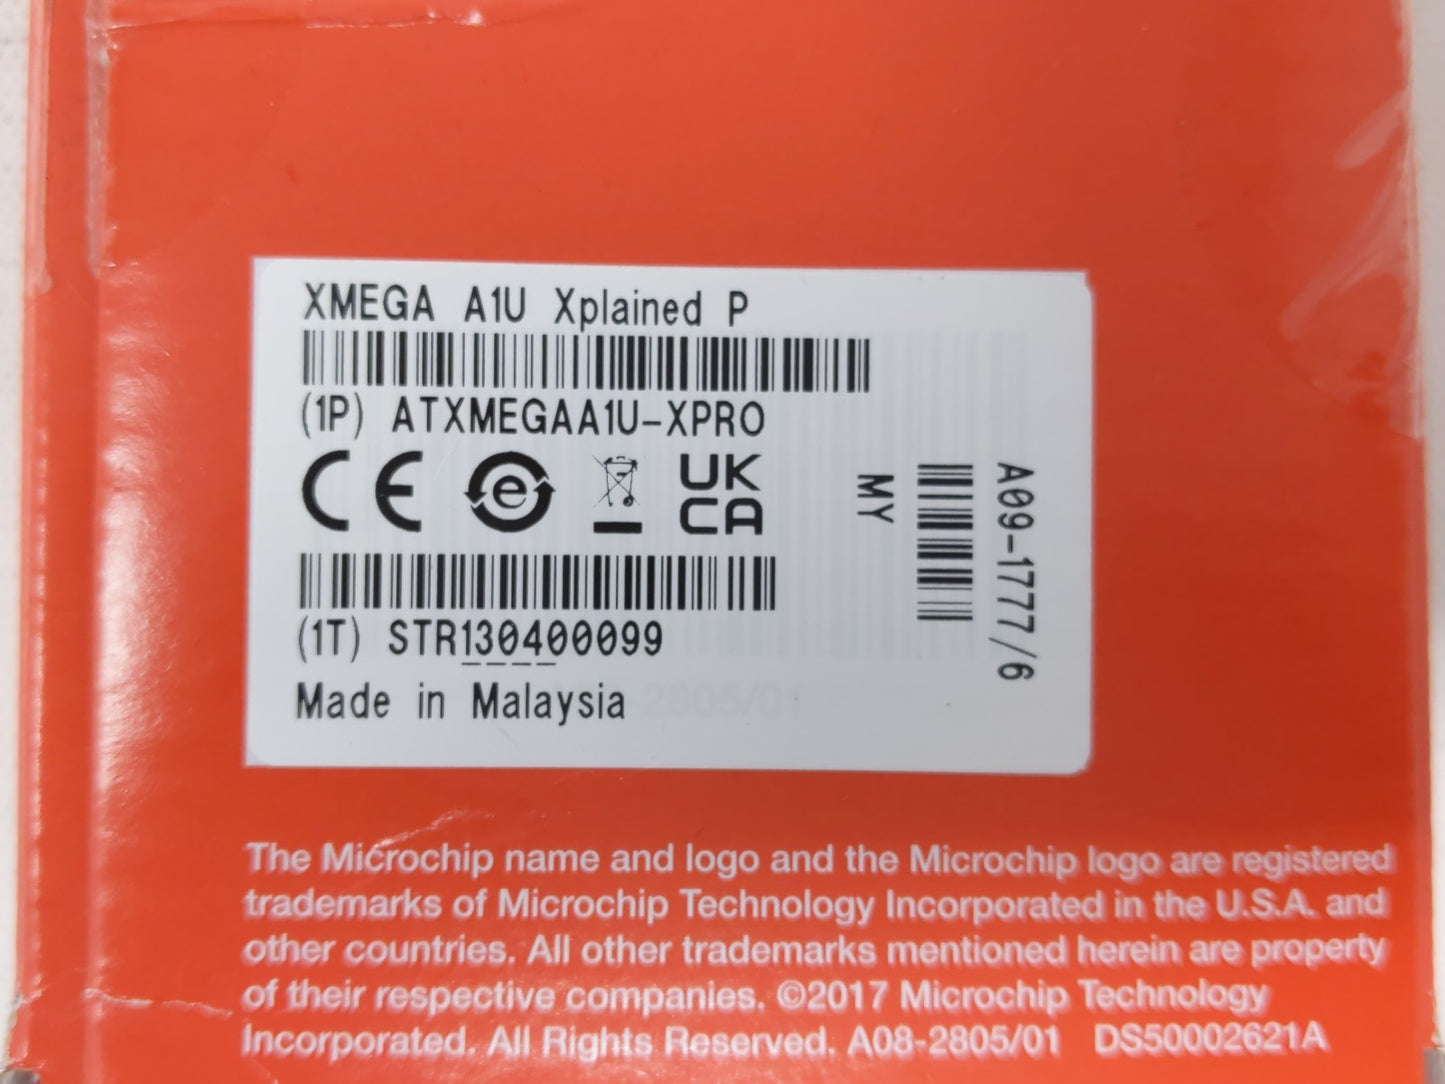 XMEGA A1U Xplained P
(1P) ATXMEGAA1U-XPRO
CE e UK
CA
MY
A09-1777/6
(1T) STR130400099
Made in Malaysia
-2805/01
The Microchip name and logo and the Microchip logo are registered
trademarks of Microchip Technology Incorporated in the U.S.A. and
other countries. All other trademarks mentioned herein are property
of their respective companies. ©2017 Microchip Technology
Incorporated. All Rights Reserved. A08-2805/01 DS50002621A